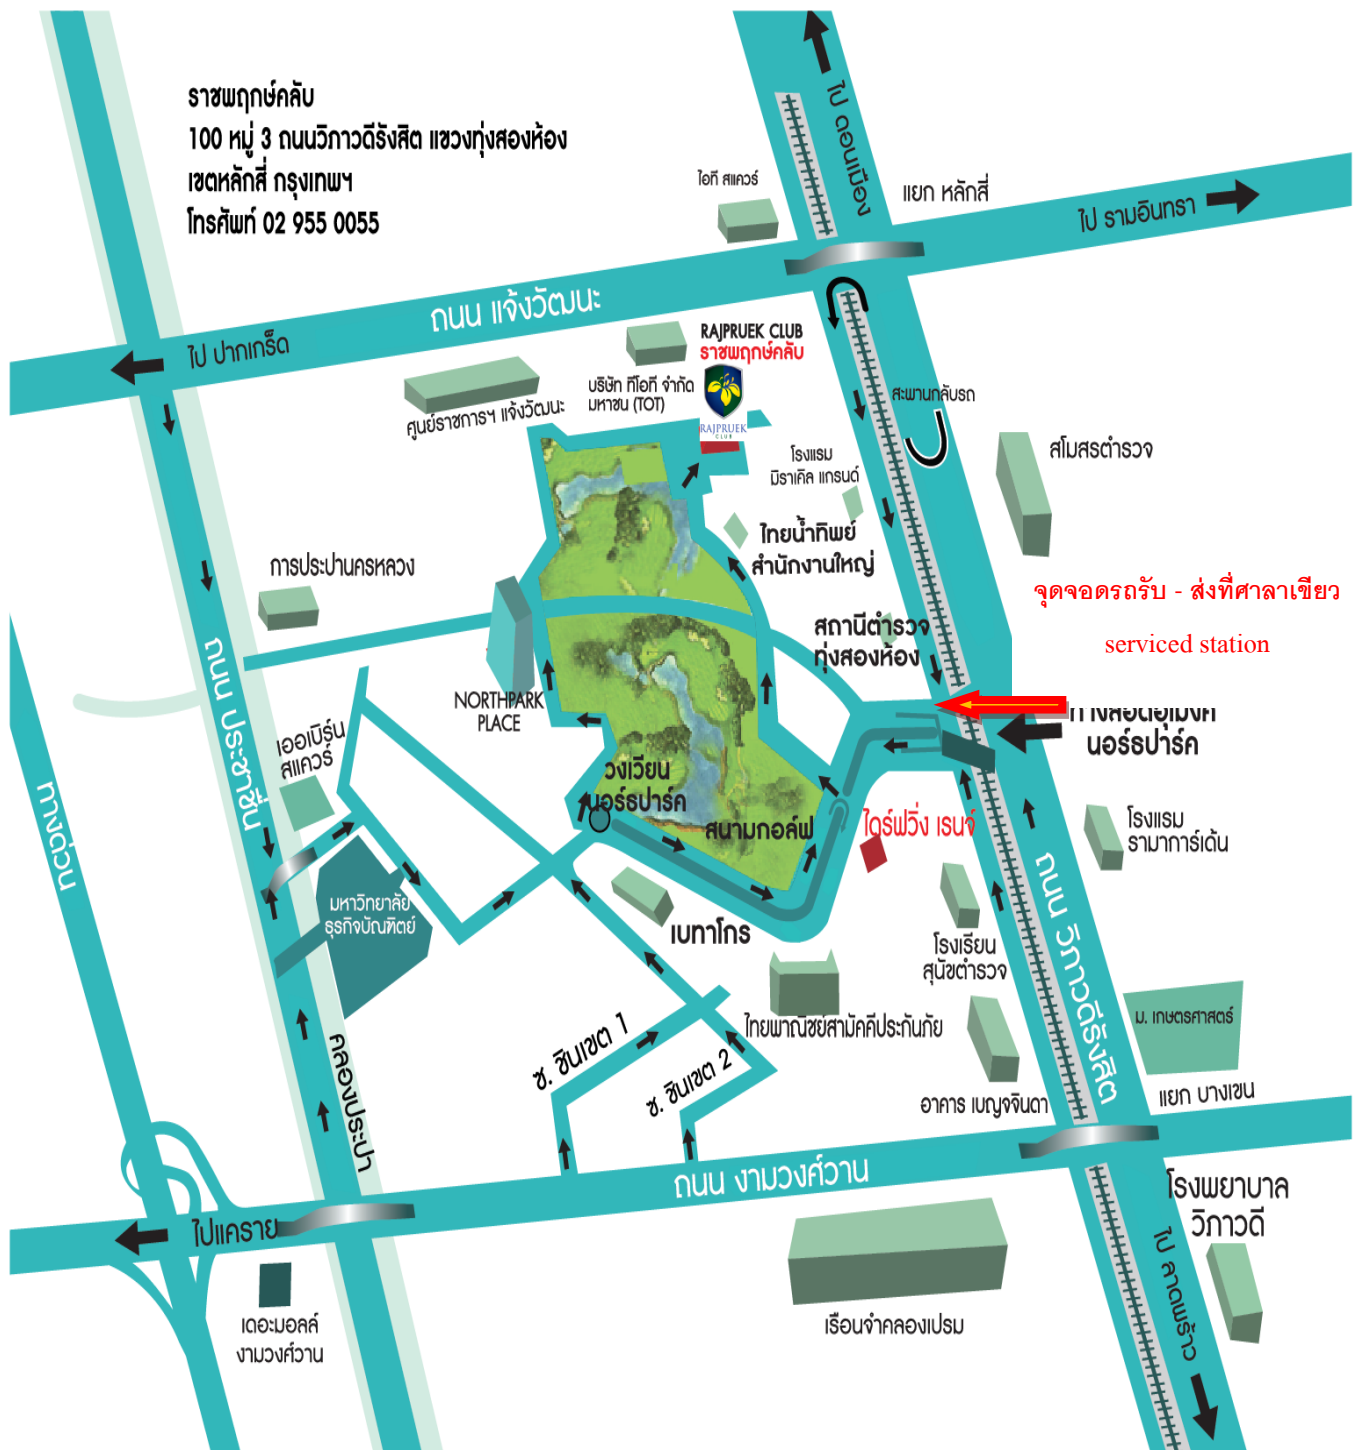 ราชพฤกษ์คลับ
100 หมู่ 3 ถนนวิภาวดีรังสิต แขวงทุ่งสองห้อง
เขตหลักสี่ กรุงเทพฯ
โทรศัพท์ 02 955 0055
ไป ดอนเมือง
ไอที สแควร์
แยก หลักสี่
ไป รามอินทรา
ถนน แจ้งวัฒนะ
ไป ปากเกร็ด
RAJPRUEK CLUB
ราชพฤกษ์คลับ
บริษัท ทีโอที จำกัด
มหาชน (TOT)
ศูนย์ราชการฯ แจ้งวัฒนะ
RAJPRUEK
CLUB
สะพานกลับรถ
สโมสรตำรวจ
โรงแรม
มิราเคิล แกรนด์
ไทยน้ำทิพย์
สำนักงานใหญ่
การประปานครหลวง
จุดจอดรถรับ - ส่งที่ศาลาเขียว
serviced station
สถานีตำรวจ
ทุ่งสองห้อง
ถนน ประชาชื่น
NORTHPARK
PLACE
ทางลอดอุโมงค์
นอร์ธปาร์ค
เออเบิร์น
สแควร์
วงเวียน
นอร์ธปาร์ค
สนามกอล์ฟ
ไดร์ฟวิ่ง เรนจ์
โรงแรม
รามาการ์เด้น
ทางด่วน
มหาวิทยาลัย
ธุรกิจบัณฑิตย์
เบทาโกร
โรงเรียน
สุนัขตำรวจ
ถนน วิภาวดีรังสิต
ไทยพาณิชย์สามัคคีประกันภัย
ม. เกษตรศาสตร์
ซ. ชินเขต 1
ซ. ชินเขต 2
คลองประปา
อาคาร เบญจจินดา
แยก บางเขน
ถนน งามวงศ์วาน
ไปแคราย
โรงพยาบาล
วิภาวดี
ไป ลาดพร้าว
เดอะมอลล์
งามวงศ์วาน
เรือนจำคลองเปรม